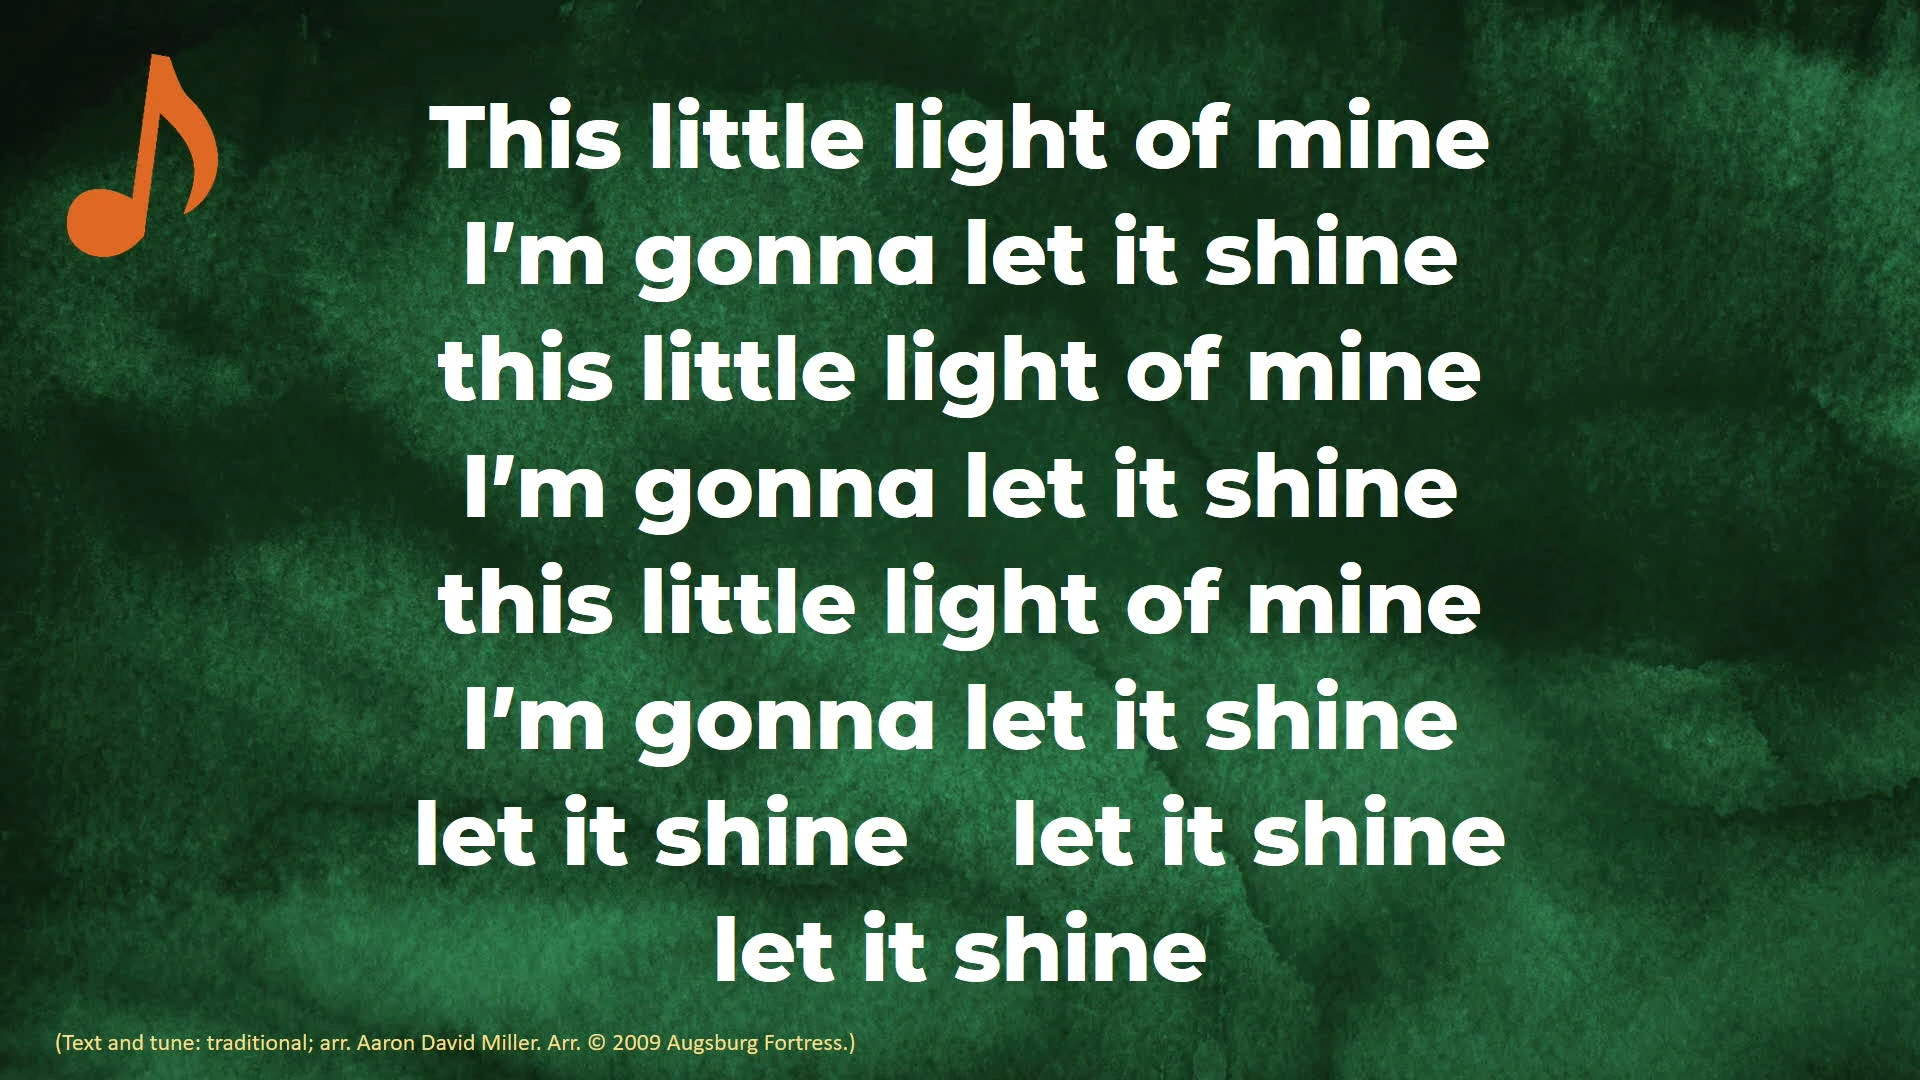 This little light of mine
I'm gonna let it shine
this little light of mine
I'm gonna let it shine
this little light of mine
I'm gonna let it shine
let it shine let it shine
let it shine
(Text and tune: traditional; arr. Aaron David Miller. Arr. © 2009 Augsburg Fortress.)